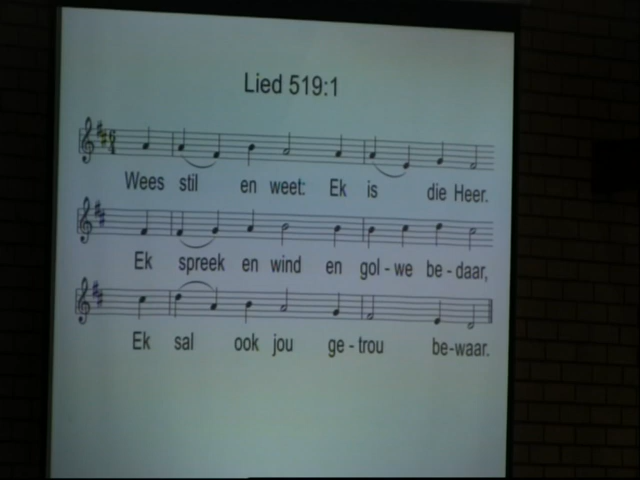 Lied 519:1
Wees stil en weet: Ek is die Heer.
Ek spreek en wind en gol-we be-daar,
Ek sal ook jou ge-trou be-waar.